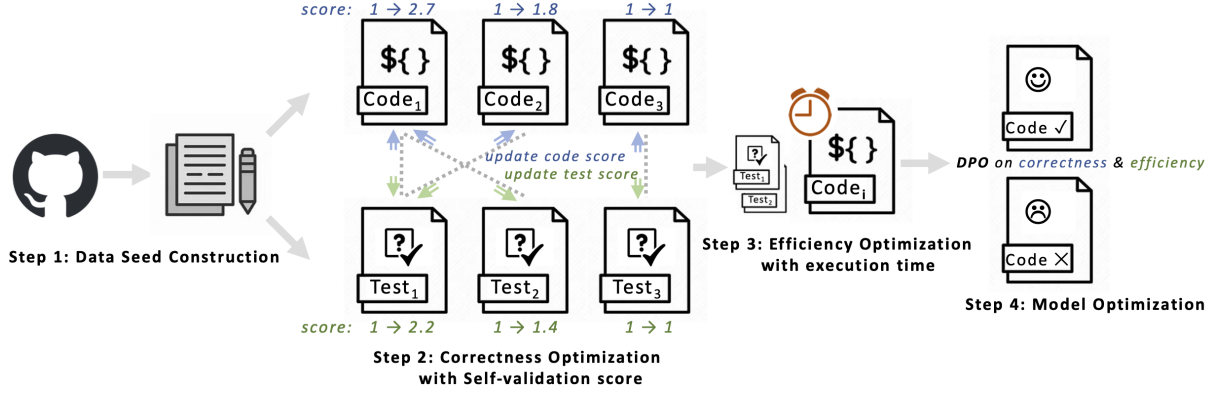 score: 1 → 2.7 1 → 1.8 1 → 1
${ } ${ } ${ }
Code1 Code2 Code3
update code score
update test score
? ? ?
Test1 Test2 Test3
score: 1 → 2.2 1 → 1.4 1 → 1
Step 1: Data Seed Construction
Step 2: Correctness Optimization
with Self-validation score
?
Test1
Test2
${ }
Codei
Step 3: Efficiency Optimization
with execution time
Code ✓
DPO on correctness & efficiency
Code ✕
Step 4: Model Optimization